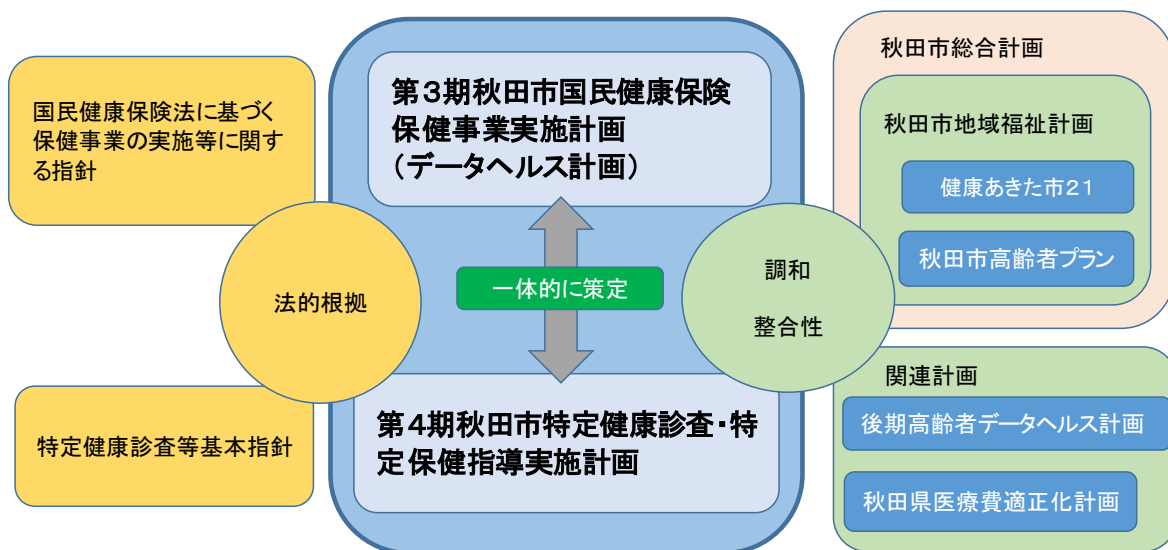 国民健康保険法に基づく
保健事業の実施等に関す
る指針
法的根拠
特定健康診査等基本指針
第3期秋田市国民健康保険
保健事業実施計画
（データヘルス計画）
一体的に策定
第4期秋田市特定健康診査・特
定保健指導実施計画
調和
整合性
秋田市総合計画
秋田市地域福祉計画
健康あきた市21
秋田市高齢者プラン
関連計画
後期高齢者データヘルス計画
秋田県医療費適正化計画